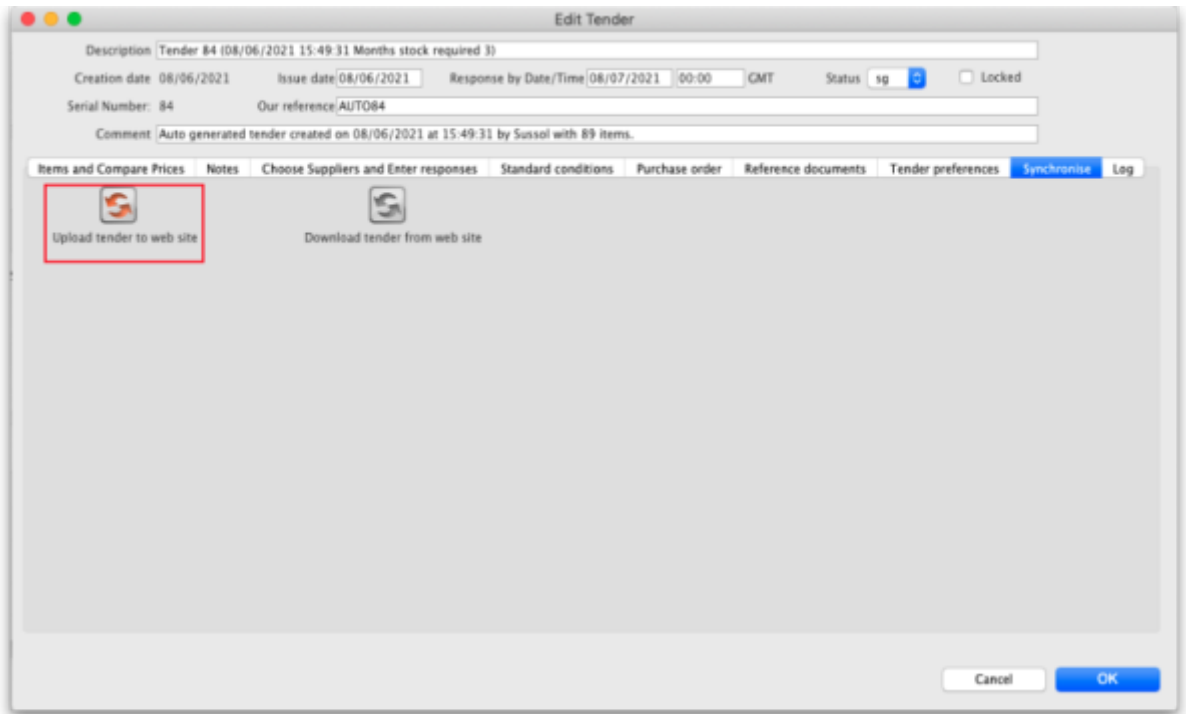 Edit Tender
Description Tender 84 (08/06/2021 15:49:31 Months stock required 3)
Creation date 08/06/2021 Issue date 08/06/2021 Response by Date/Time 08/07/2021 00:00 GMT Status sg Locked
Serial Number: 84 Our reference AUTO84
Comment Auto generated tender created on 08/06/2021 at 15:49:31 by Sussol with 89 items.
Items and Compare Prices Notes Choose Suppliers and Enter responses Standard conditions Purchase order Reference documents Tender preferences Synchronise Log
Upload tender to web site Download tender from web site
Cancel OK